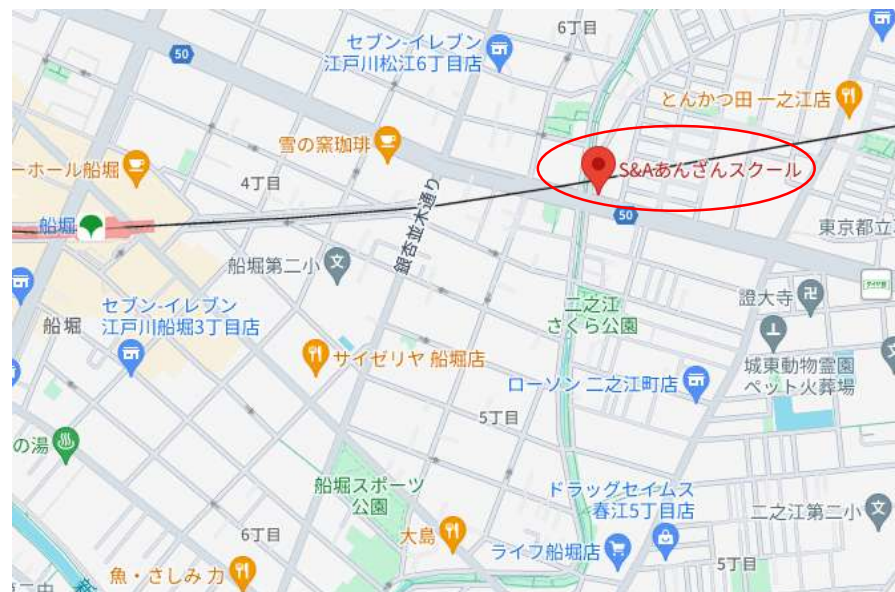 6丁目
セブン-イレブン
江戸川松江6丁目店
50
とんかつ田 一之江店
雪の窯珈琲
S&Aあんざんスクール
ーホール船堀
4丁目
銀杏並木通り
50
船堀
東京都立
船堀第二小
文
二之江
さくら公園
證大寺
卍
セブン-イレブン
江戸川船堀3丁目店
船堀
サイゼリヤ 船堀店
城東動物霊園
ペット火葬場
文
ローソン 二之江町店
5丁目
の湯
船堀スポーツ
公園
ドラッグセイムス
春江5丁目店
二之江第二小
文
6丁目
大島
ライフ船堀店
5丁目
魚・さしみ力
二中